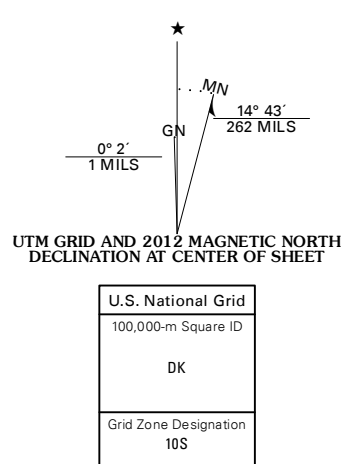 ★
MN
14° 43´
262 MILS
GN
0° 2´
1 MILS
UTM GRID AND 2012 MAGNETIC NORTH
DECLINATION AT CENTER OF SHEET
U.S. National Grid
100,000-m Square ID
DK
Grid Zone Designation
10S